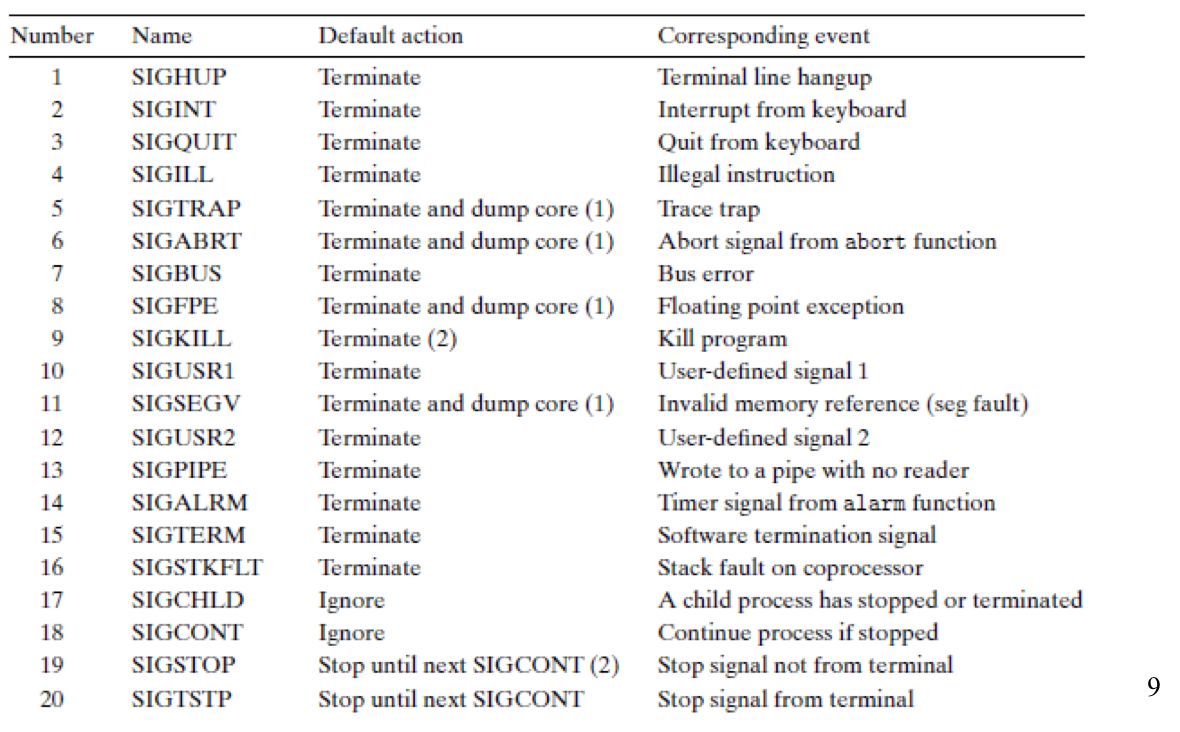 Number Name Default action Corresponding event
1 SIGHUP Terminate Terminal line hangup
2 SIGINT Terminate Interrupt from keyboard
3 SIGQUIT Terminate Quit from keyboard
4 SIGILL Terminate Illegal instruction
5 SIGTRAP Terminate and dump core (1) Trace trap
6 SIGABRT Terminate and dump core (1) Abort signal from abort function
7 SIGBUS Terminate Bus error
8 SIGFPE Terminate and dump core (1) Floating point exception
9 SIGKILL Terminate (2) Kill program
10 SIGUSR1 Terminate User-defined signal 1
11 SIGSEGV Terminate and dump core (1) Invalid memory reference (seg fault)
12 SIGUSR2 Terminate User-defined signal 2
13 SIGPIPE Terminate Wrote to a pipe with no reader
14 SIGALRM Terminate Timer signal from alarm function
15 SIGTERM Terminate Software termination signal
16 SIGSTKFLT Terminate Stack fault on coprocessor
17 SIGCHLD Ignore A child process has stopped or terminated
18 SIGCONT Ignore Continue process if stopped
19 SIGSTOP Stop until next SIGCONT (2) Stop signal not from terminal
20 SIGTSTP Stop until next SIGCONT Stop signal from terminal
9